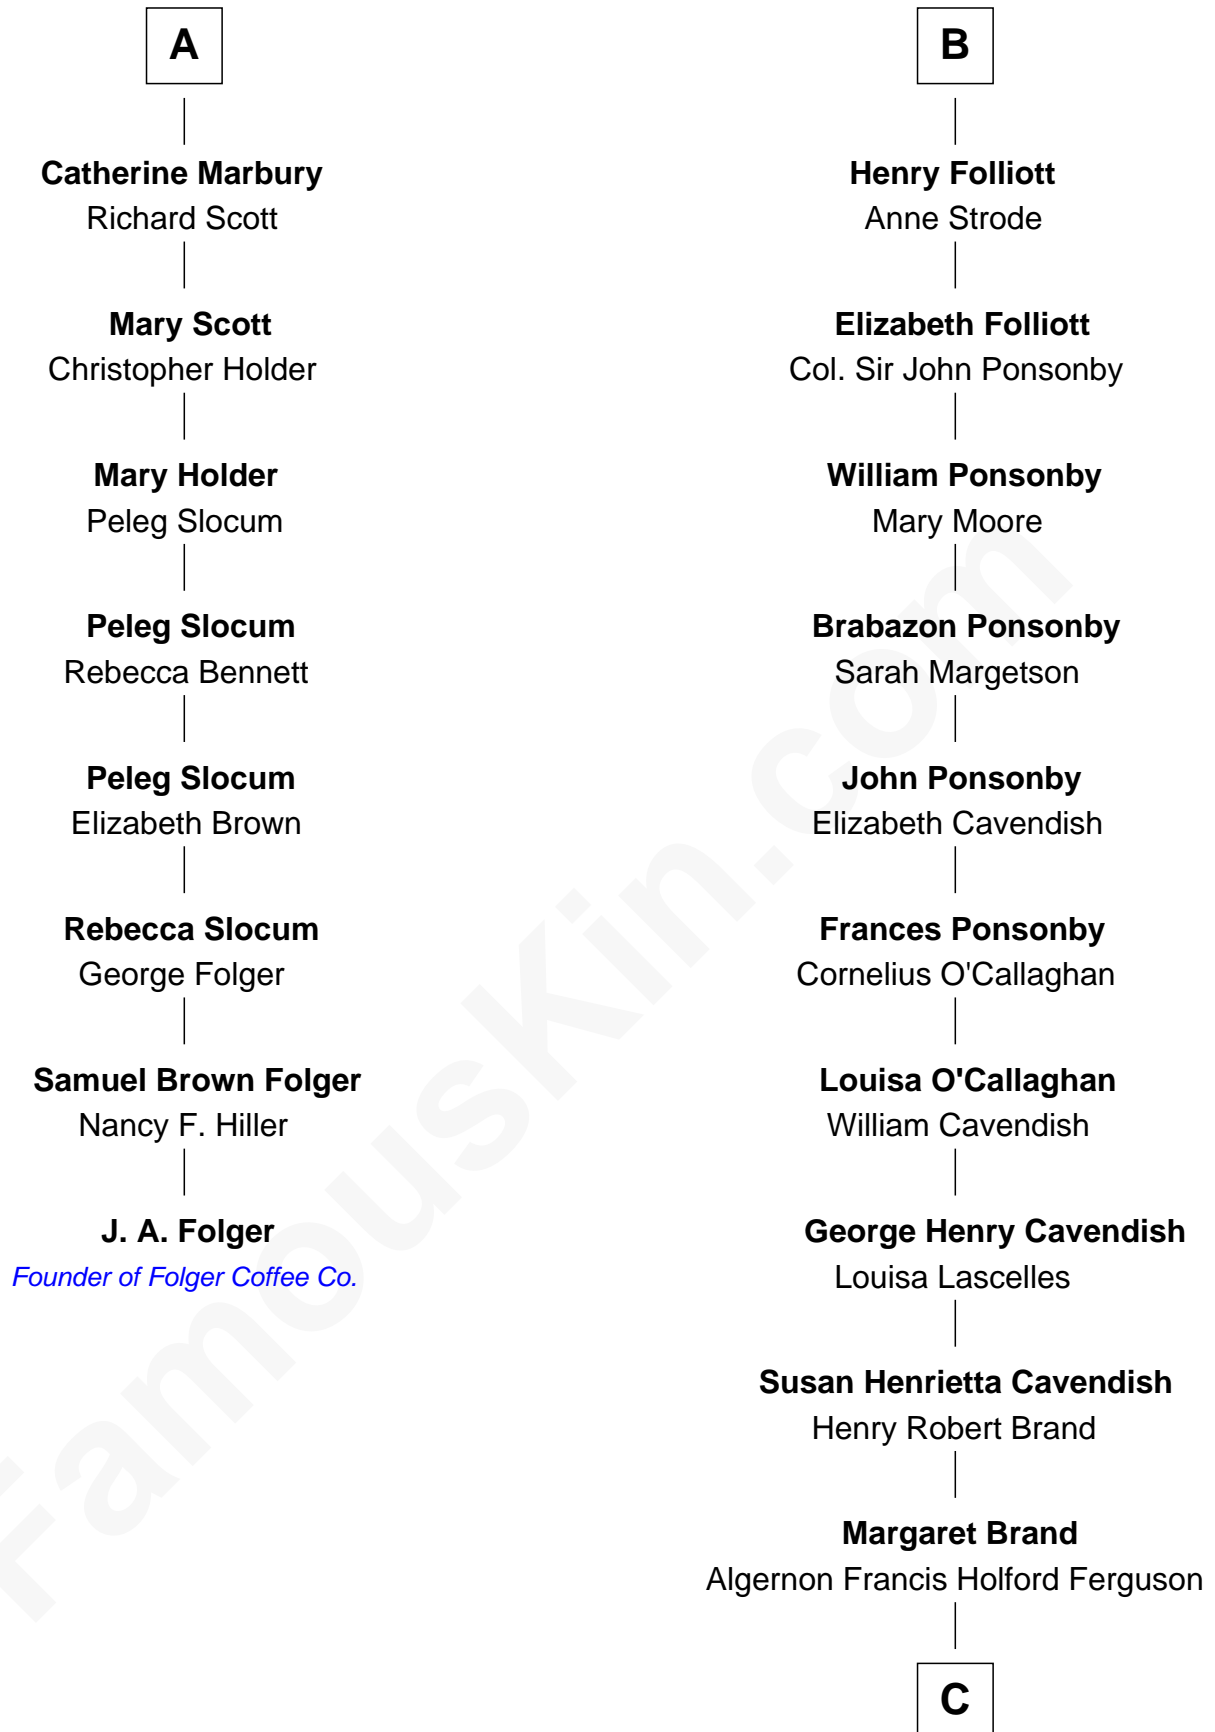 A
Catherine Marbury
Richard Scott
Mary Scott
Christopher Holder
Mary Holder
Peleg Slocum
Peleg Slocum
Rebecca Bennett
Peleg Slocum
Elizabeth Brown
Rebecca Slocum
George Folger
Samuel Brown Folger
Nancy F. Hiller
J. A. Folger
Founder of Folger Coffee Co.
B
Henry Folliott
Anne Strode
Elizabeth Folliott
Col. Sir John Ponsonby
William Ponsonby
Mary Moore
Brabazon Ponsonby
Sarah Margetson
John Ponsonby
Elizabeth Cavendish
Frances Ponsonby
Cornelius O'Callaghan
Louisa O'Callaghan
William Cavendish
George Henry Cavendish
Louisa Lascelles
Susan Henrietta Cavendish
Henry Robert Brand
Margaret Brand
Algernon Francis Holford Ferguson
C
FamousKin.com